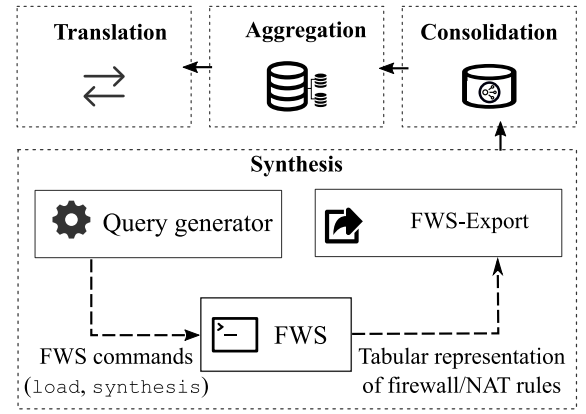 Translation
Aggregation
Consolidation
Synthesis
Query generator
FWS-Export
FWS
FWS commands
(load, synthesis)
Tabular representation
of firewall/NAT rules